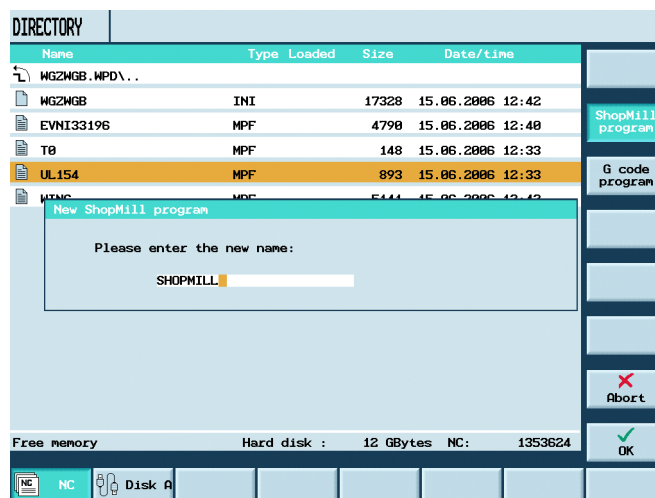 DIRECTORY
Name Type Loaded Size Date/time
WGZWGB.WPD\..
WGZWGB INI 17328 15.06.2006 12:42
EVNI33196 MPF 4790 15.06.2006 12:40
T0 MPF 148 15.06.2006 12:33
UL154 MPF 893 15.06.2006 12:33
New ShopMill program
Please enter the new name:
SHOPMILL
Free memory Hard disk : 12 GBytes NC: 1353624
NC NC Disk A
ShopMill
program
G code
program
Abort
OK